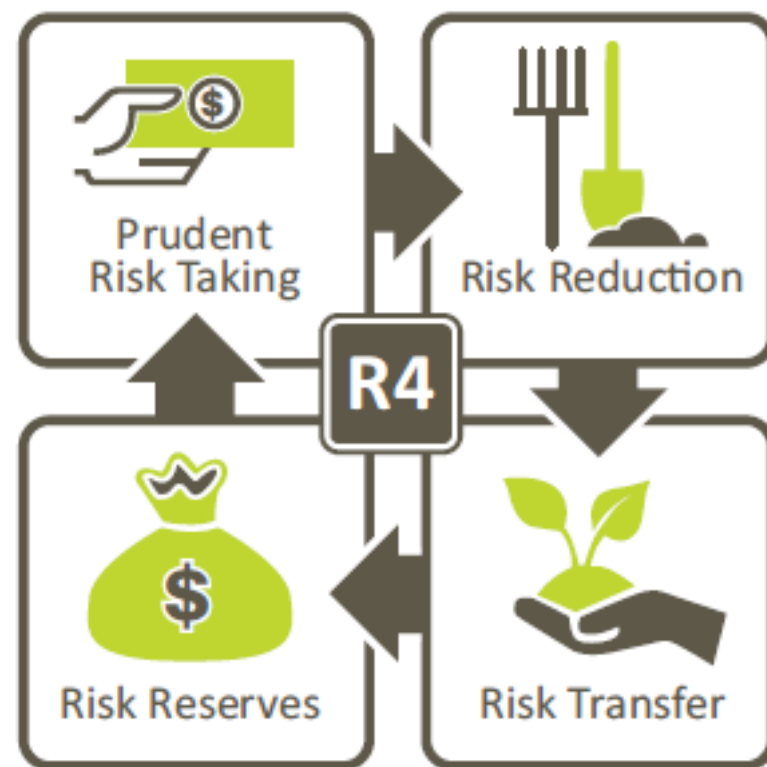 $
Prudent
Risk Taking
Risk Reduction
R4
$
Risk Reserves
Risk Transfer